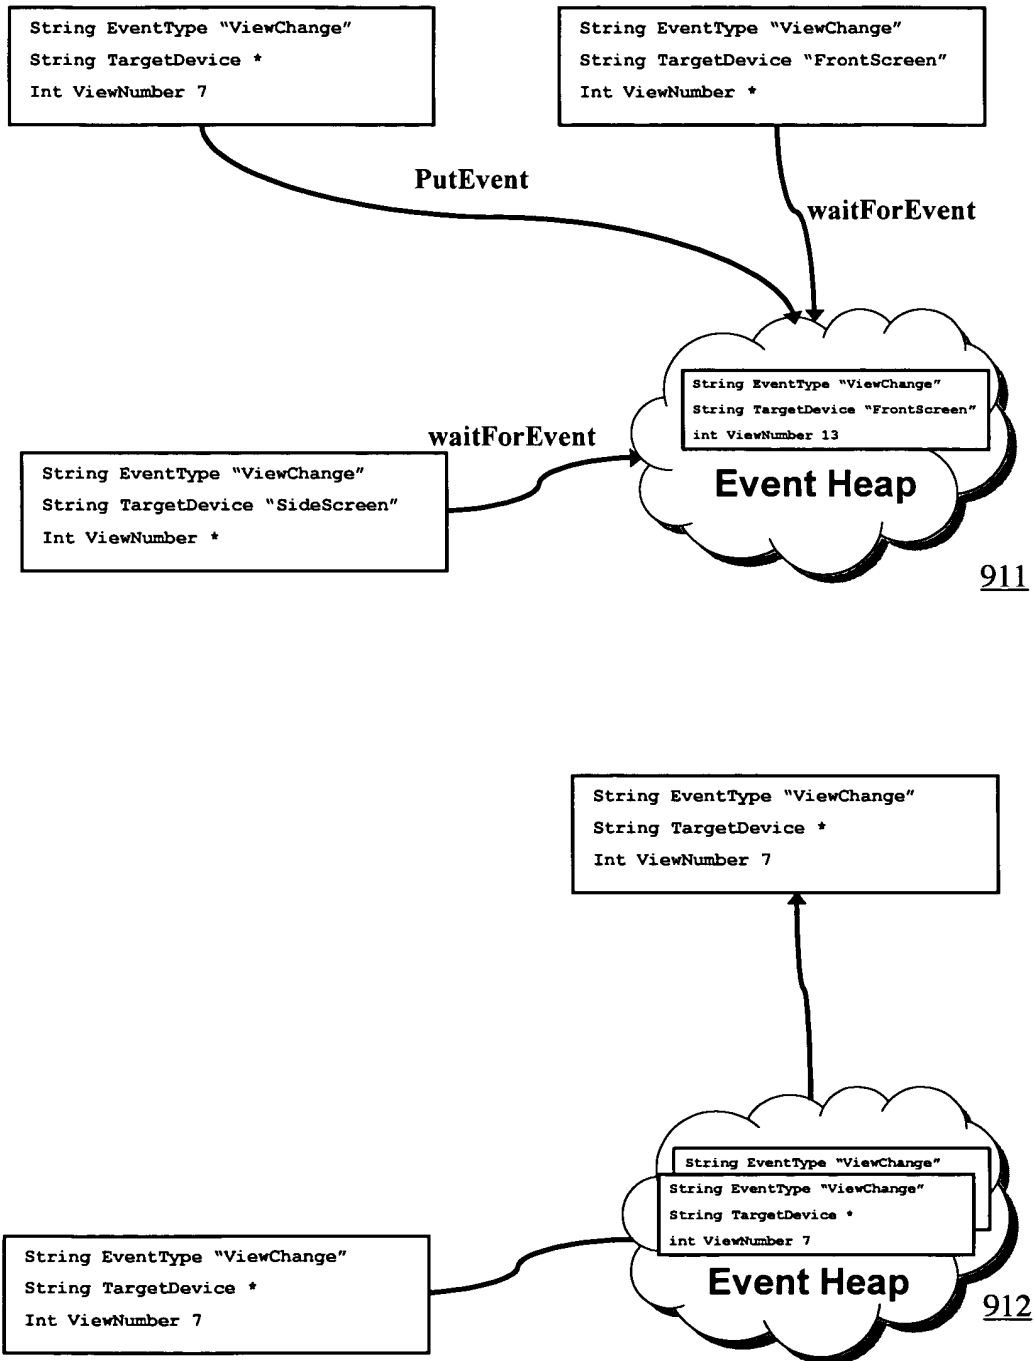 String EventType “ViewChange”
String TargetDevice *
Int ViewNumber 7
String EventType “ViewChange”
String TargetDevice “FrontScreen”
Int ViewNumber *
PutEvent
waitForEvent
String EventType “ViewChange”
String TargetDevice “FrontScreen”
int ViewNumber 13
Event Heap
waitForEvent
String EventType “ViewChange”
String TargetDevice “SideScreen”
Int ViewNumber *
911
String EventType “ViewChange”
String TargetDevice *
Int ViewNumber 7
String EventType “ViewChange”
String EventType “ViewChange”
String TargetDevice *
int ViewNumber 7
Event Heap
String EventType “ViewChange”
String TargetDevice *
Int ViewNumber 7
912